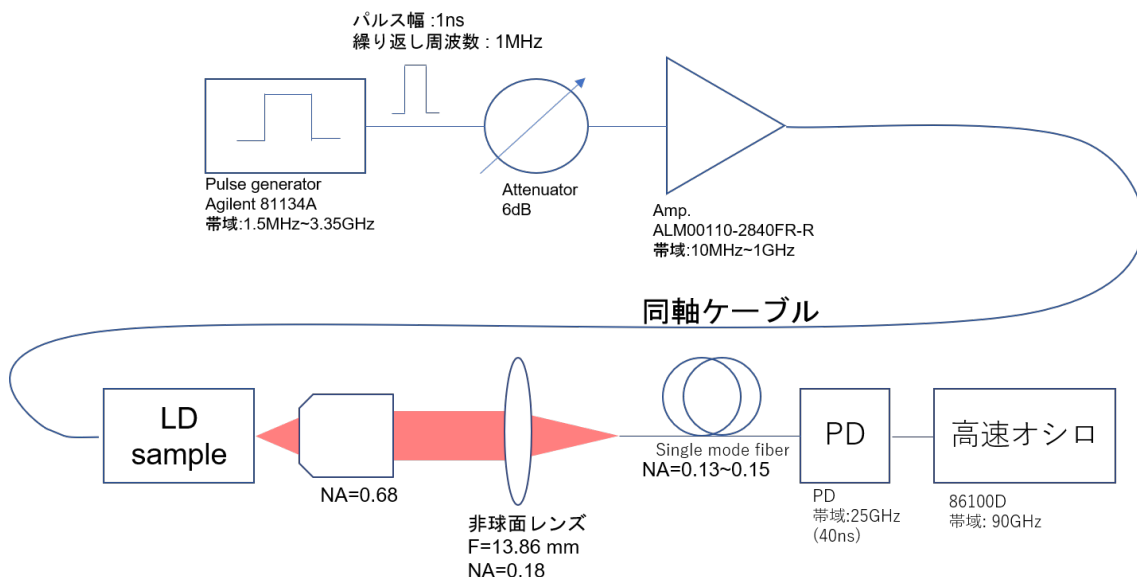 パルス幅 :1ns
繰り返し周波数 : 1MHz
Pulse generator
Agilent 81134A
帯域:1.5MHz~3.35GHz
Attenuator
6dB
Amp.
ALM00110-2840FR-R
帯域:10MHz~1GHz
同軸ケーブル
LD
sample
NA=0.68
非球面レンズ
F=13.86 mm
NA=0.18
Single mode fiber
NA=0.13~0.15
PD
PD
帯域:25GHz
(40ns)
高速オシロ
86100D
帯域: 90GHz